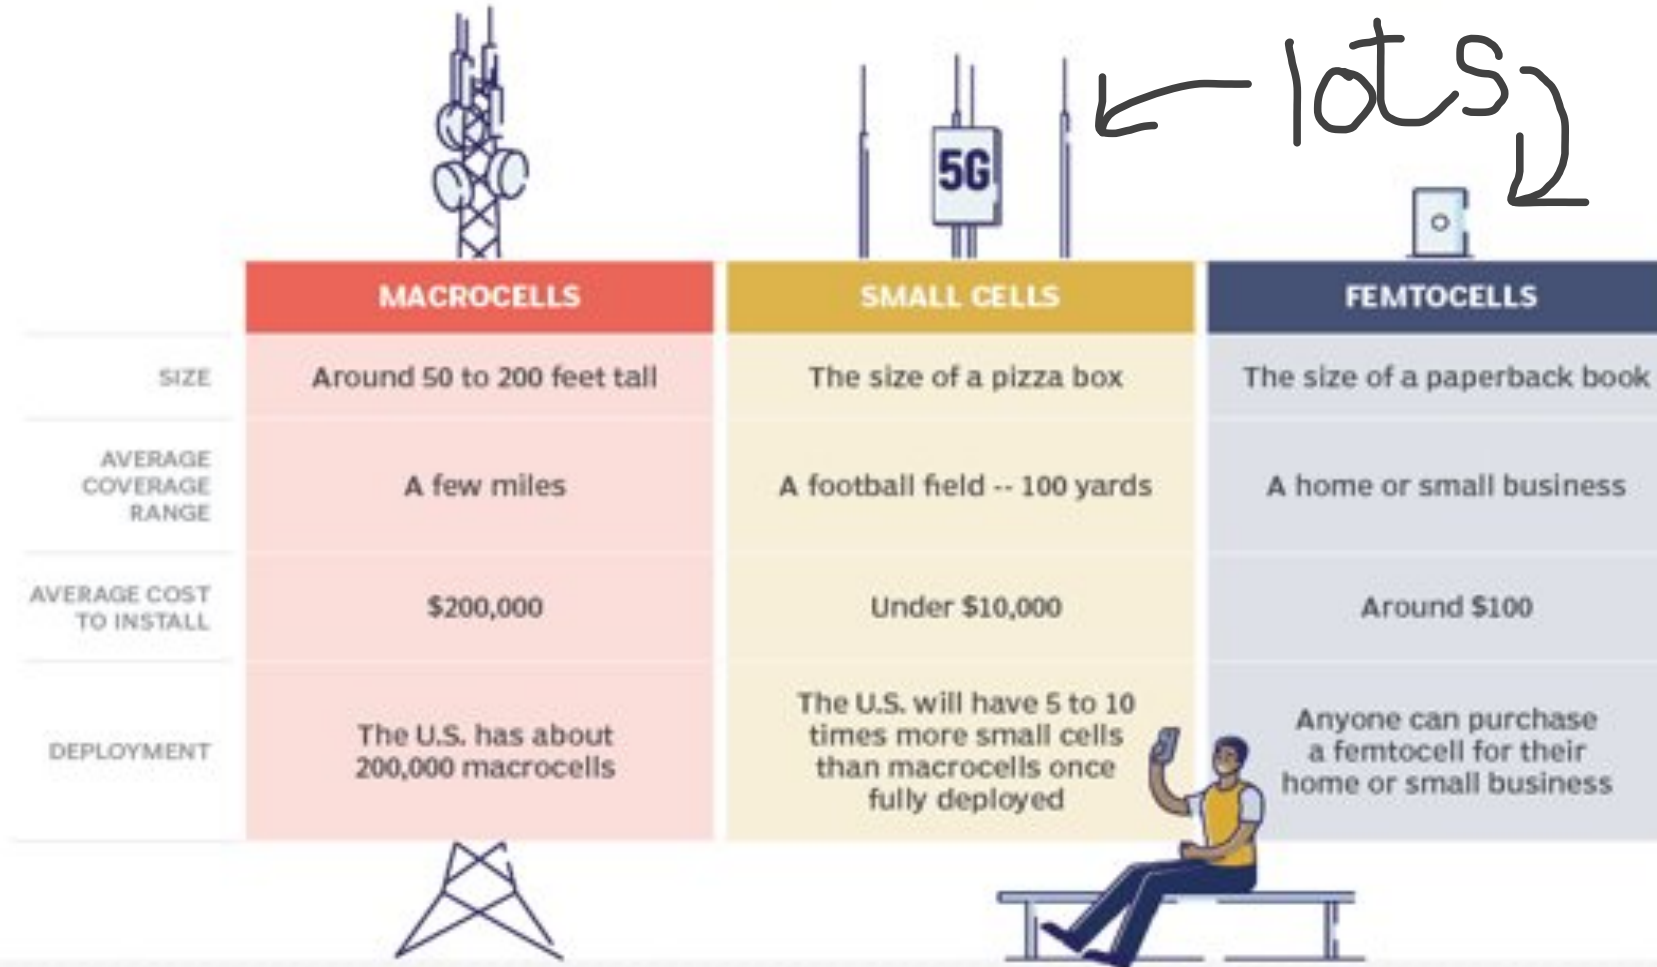 lots
5G
MACROCELLS
SMALL CELLS
FEMTOCELLS
SIZE
Around 50 to 200 feet tall
The size of a pizza box
The size of a paperback book
AVERAGE
COVERAGE
RANGE
A few miles
A football field -- 100 yards
A home or small business
AVERAGE COST
TO INSTALL
$200,000
Under $10,000
Around $100
DEPLOYMENT
The U.S. has about
200,000 macrocells
The U.S. will have 5 to 10
times more small cells
than macrocells once
fully deployed
Anyone can purchase
a femtocell for their
home or small business